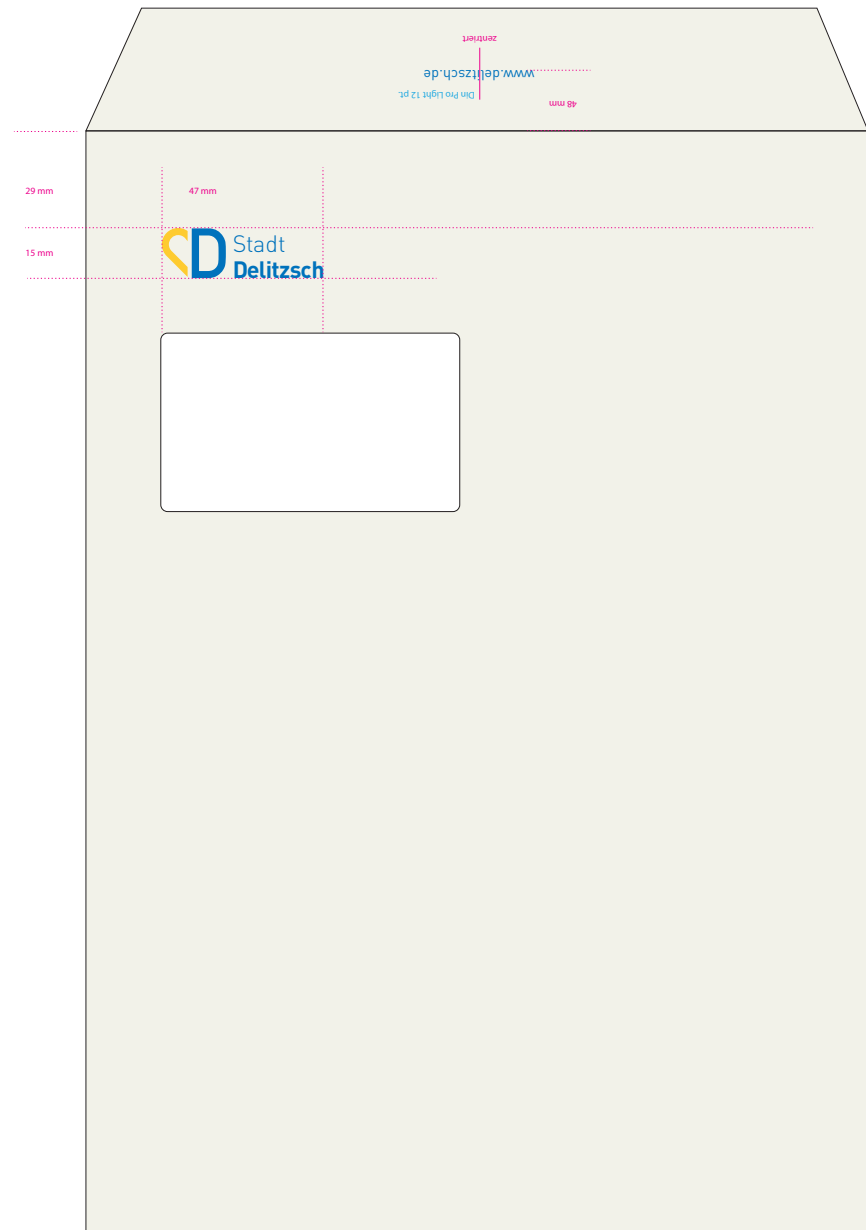 zentriert
www.delitzsch.de
Din Pro Light 12 pt.
48 mm
29 mm
47 mm
15 mm
Stadt
Delitzsch